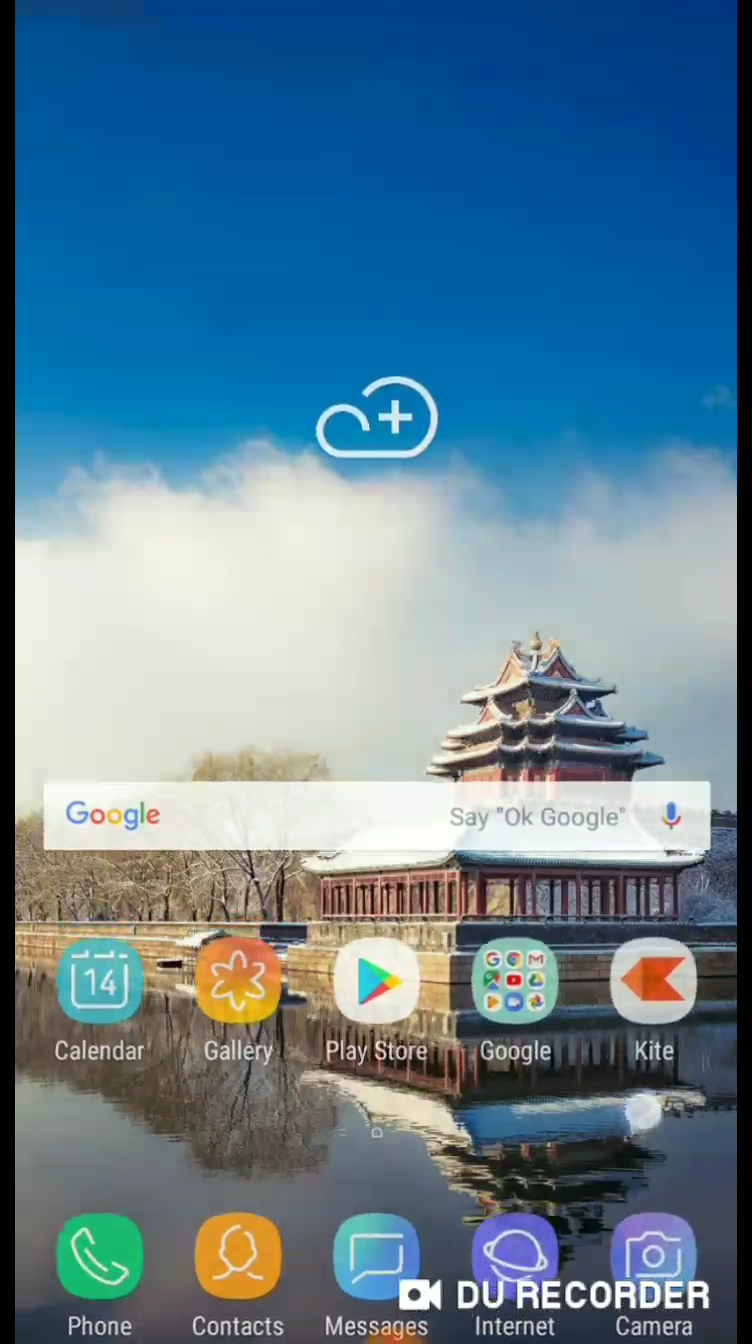 Google Say "Ok Google"
14
Calendar Gallery Play Store Google Kite
DU RECORDER
Phone Contacts Messages Internet Camera